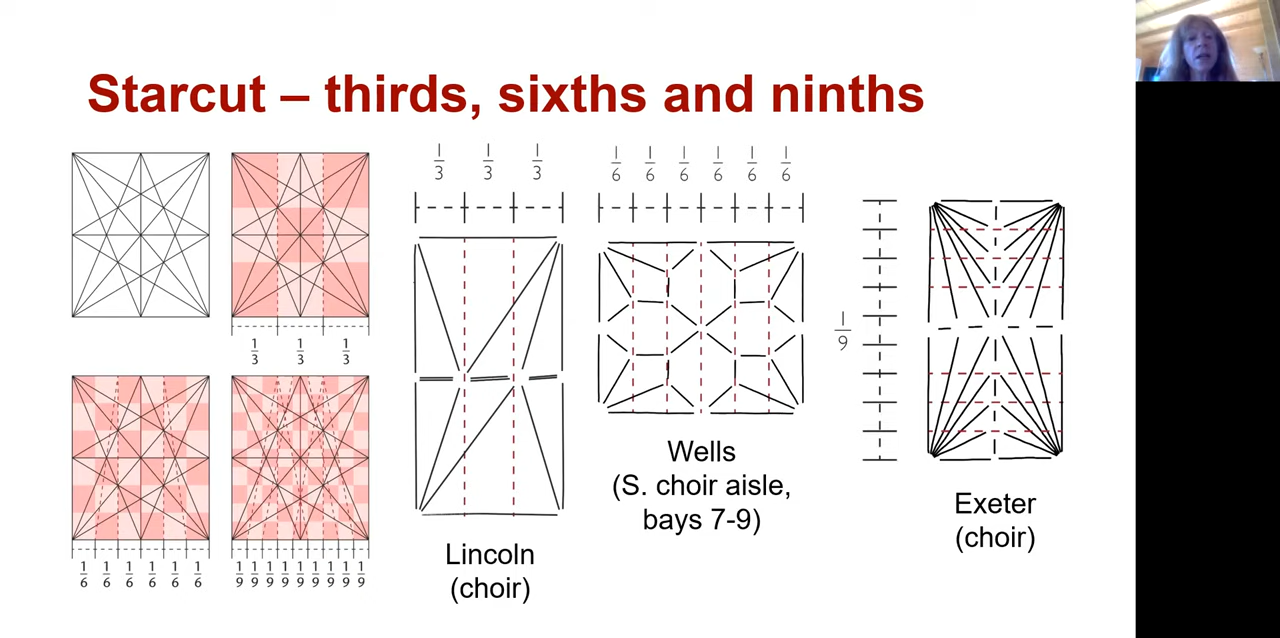 Starcut – thirds, sixths and ninths
1/3 1/3 1/3
1/6 1/6 1/6 1/6 1/6 1/6
1/3 1/3 1/3
1/9
1/6 1/6 1/6 1/6 1/6 1/6
1/9 1/9 1/9 1/9 1/9 1/9 1/9 1/9 1/9
Lincoln
(choir)
Wells
(S. choir aisle,
bays 7-9)
Exeter
(choir)